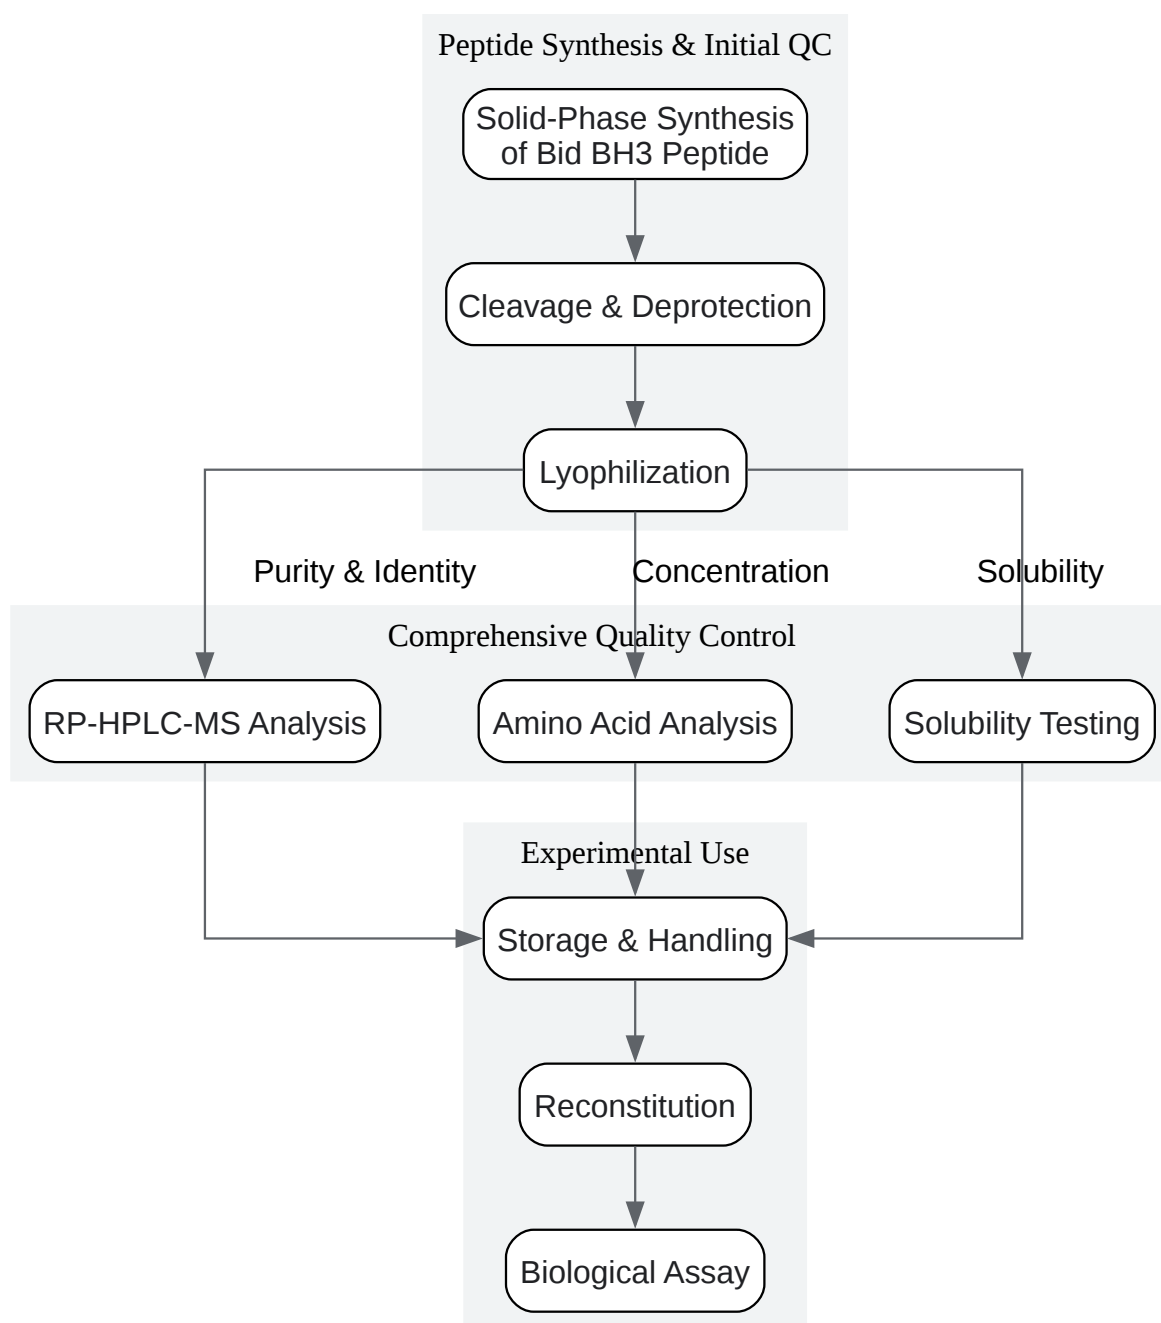 Peptide Synthesis & Initial QC
Solid-Phase Synthesis
of Bid BH3 Peptide
Cleavage & Deprotection
Lyophilization
Purity & Identity
Concentration
Solubility
Comprehensive Quality Control
RP-HPLC-MS Analysis
Amino Acid Analysis
Solubility Testing
Experimental Use
Storage & Handling
Reconstitution
Biological Assay